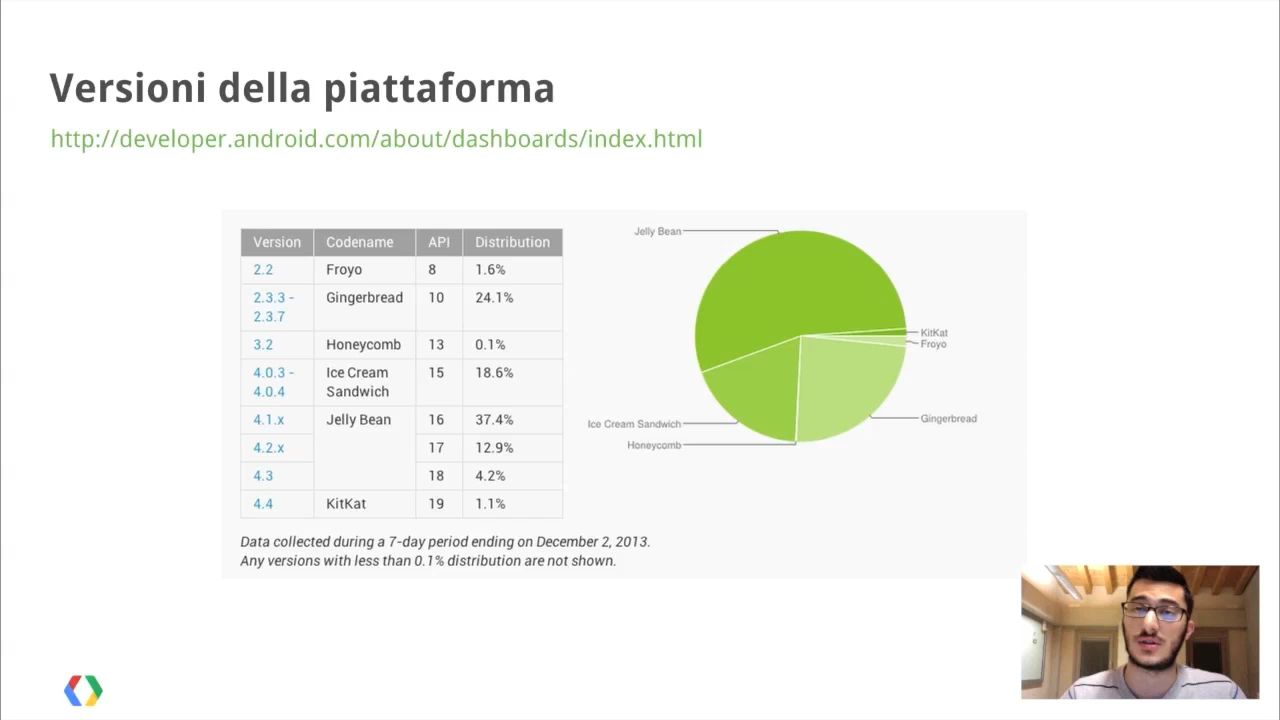 Versioni della piattaforma
http://developer.android.com/about/dashboards/index.html
Version Codename API Distribution
2.2 Froyo 8 1.6%
2.3.3 - Gingerbread 10 24.1%
2.3.7
3.2 Honeycomb 13 0.1%
4.0.3 - Ice Cream 15 18.6%
4.0.4 Sandwich
4.1.x Jelly Bean 16 37.4%
4.2.x 17 12.9%
4.3 18 4.2%
4.4 KitKat 19 1.1%
Jelly Bean
KitKat
Froyo
Gingerbread
Ice Cream Sandwich
Honeycomb
Data collected during a 7-day period ending on December 2, 2013.
Any versions with less than 0.1% distribution are not shown.